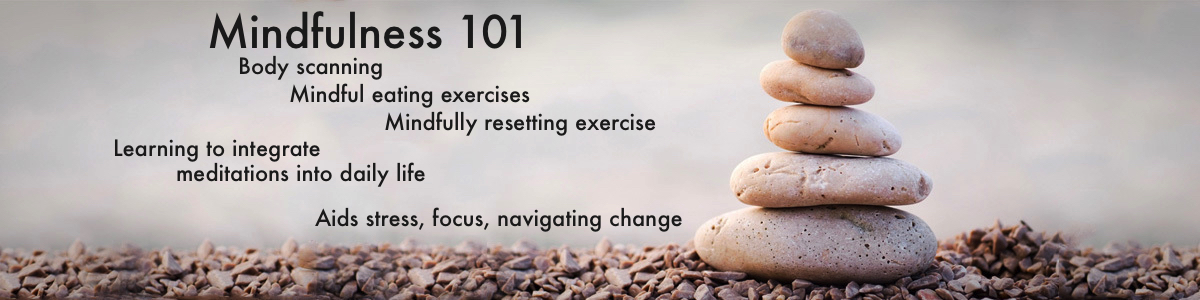 Mindfulness 101
Body scanning
Mindful eating exercises
Mindfully resetting exercise
Learning to integrate
meditations into daily life
Aids stress, focus, navigating change